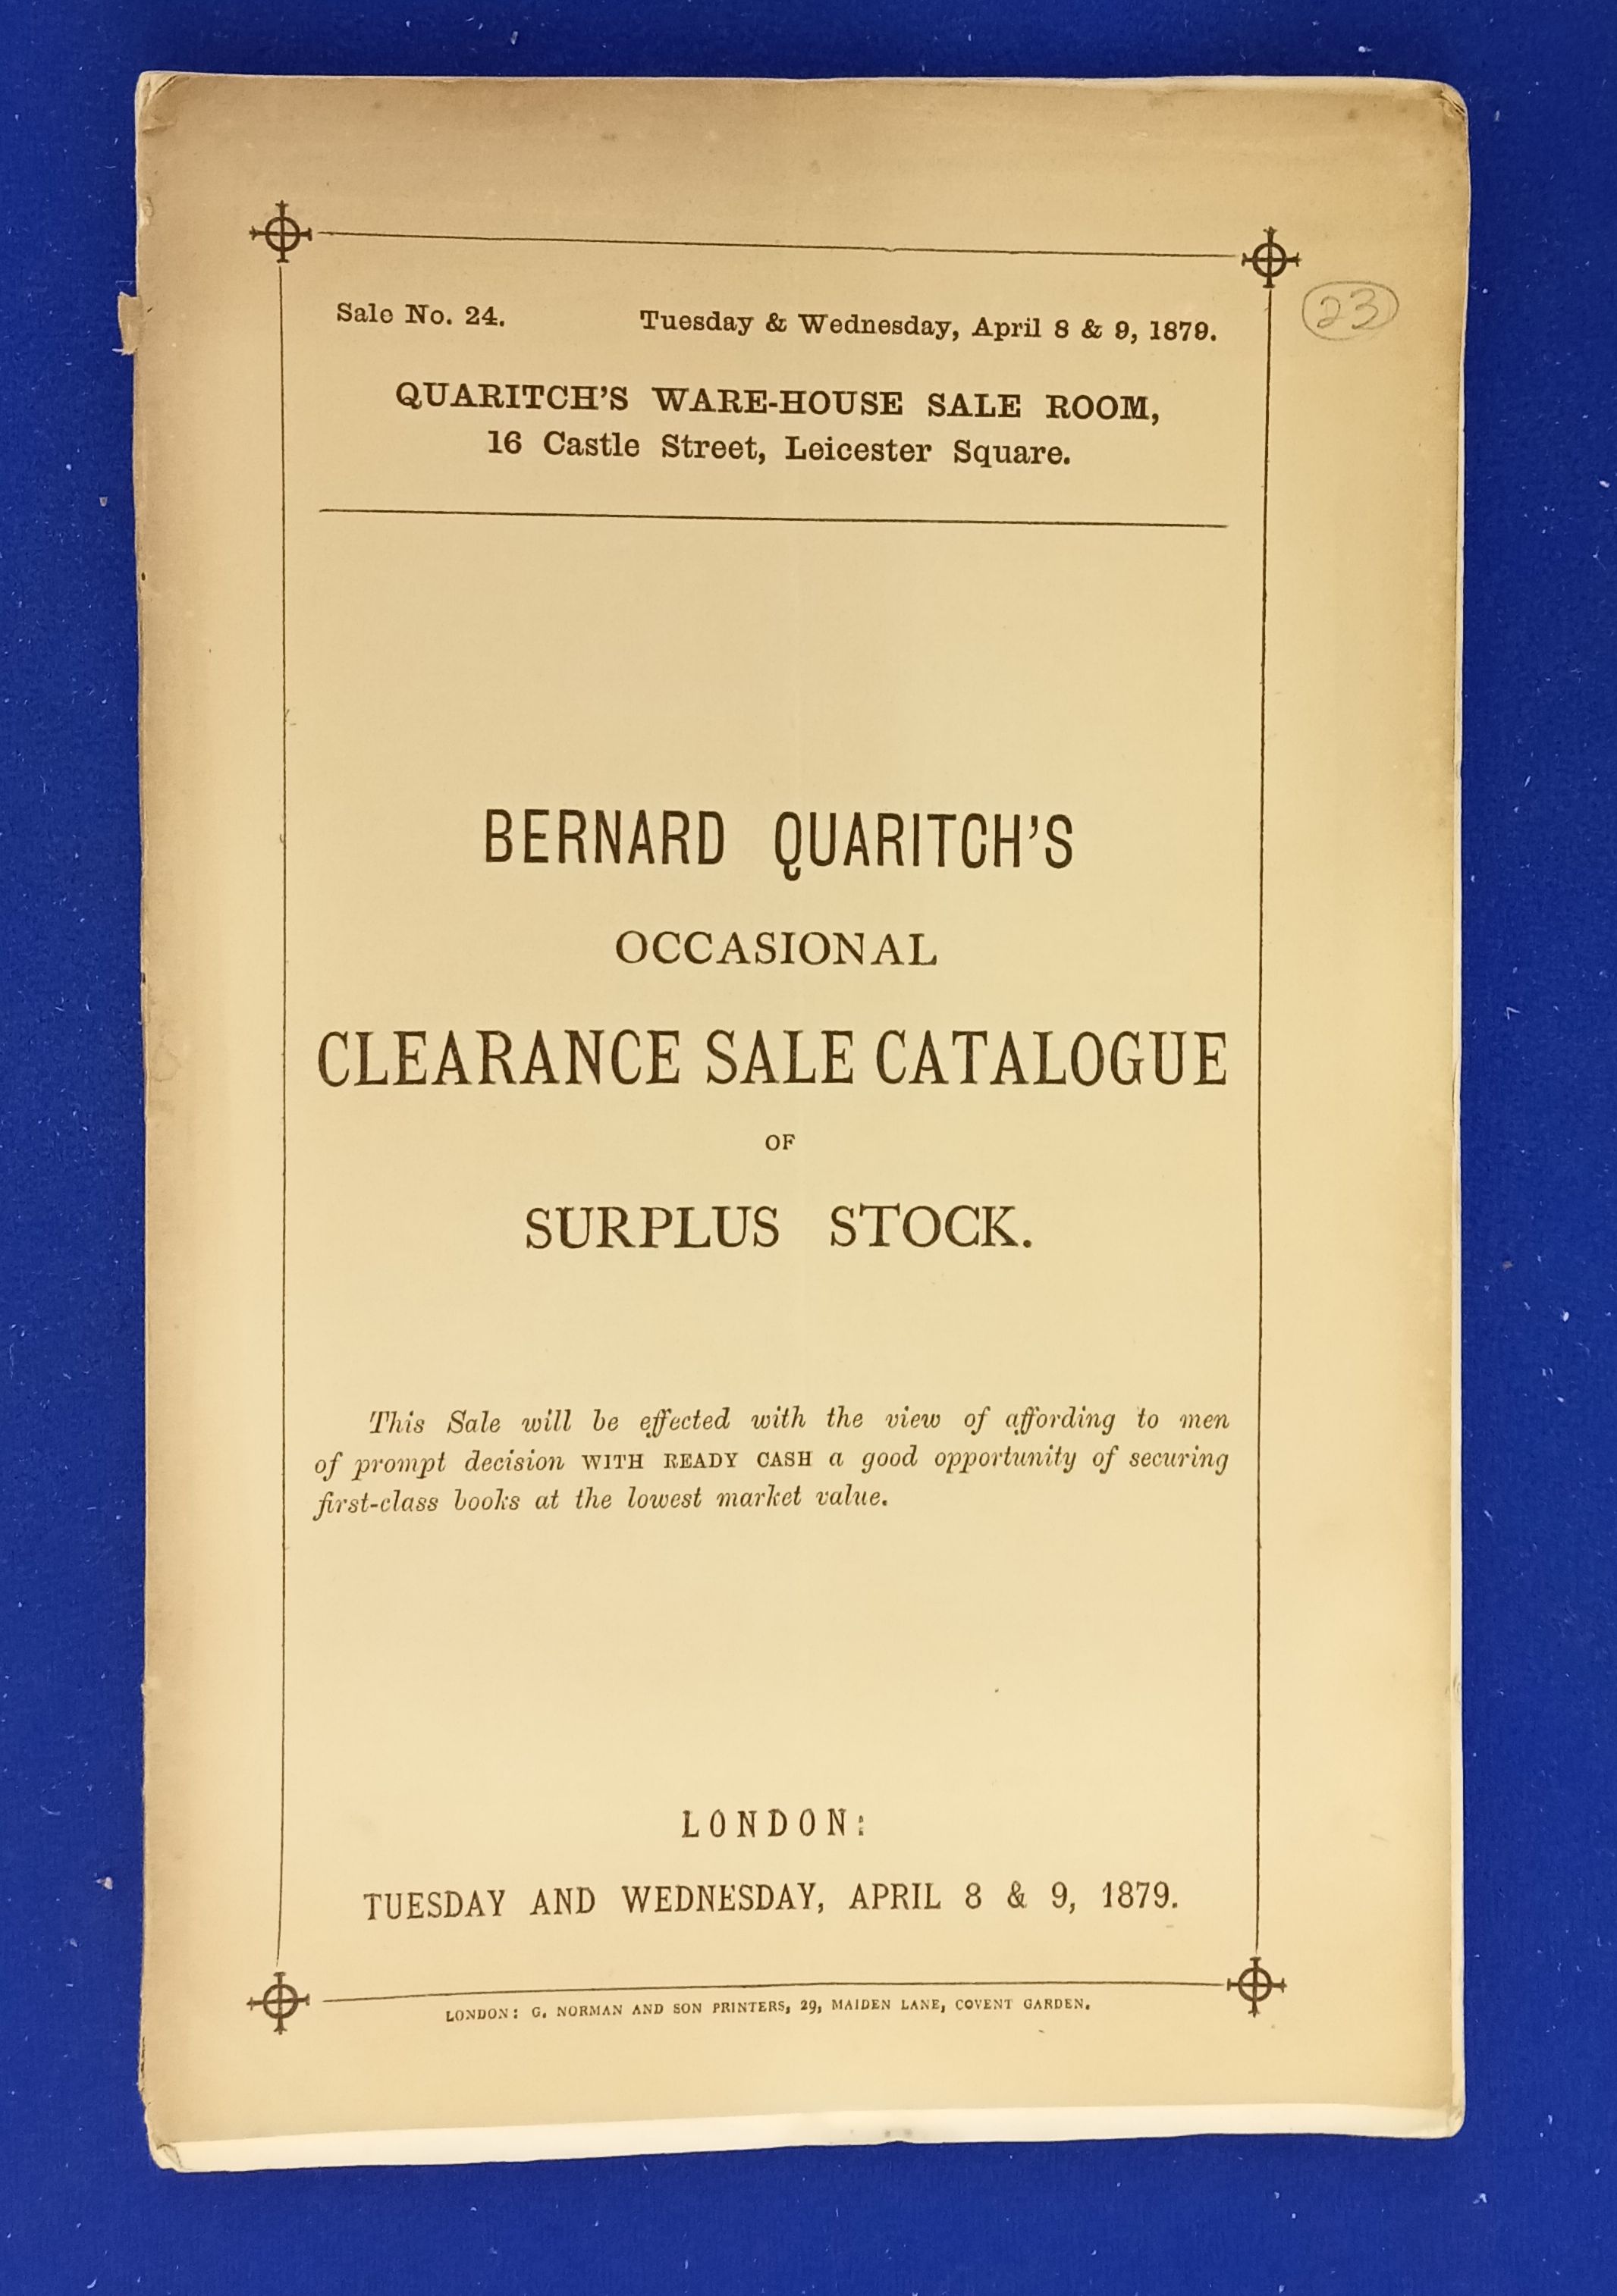 Sale No. 24. Tuesday & Wednesday, April 8 & 9, 1879.
23
QUARITCH'S WARE-HOUSE SALE ROOM,
16 Castle Street, Leicester Square.
BERNARD QUARITCH'S
OCCASIONAL
CLEARANCE SALE CATALOGUE
OF
SURPLUS STOCK.
This Sale will be effected with the view of affording to men
of prompt decision WITH READY CASH a good opportunity of securing
first-class books at the lowest market value.
LONDON:
TUESDAY AND WEDNESDAY, APRIL 8 & 9, 1879.
LONDON: G. NORMAN AND SON PRINTERS, 29, MAIDEN LANE, COVENT GARDEN.